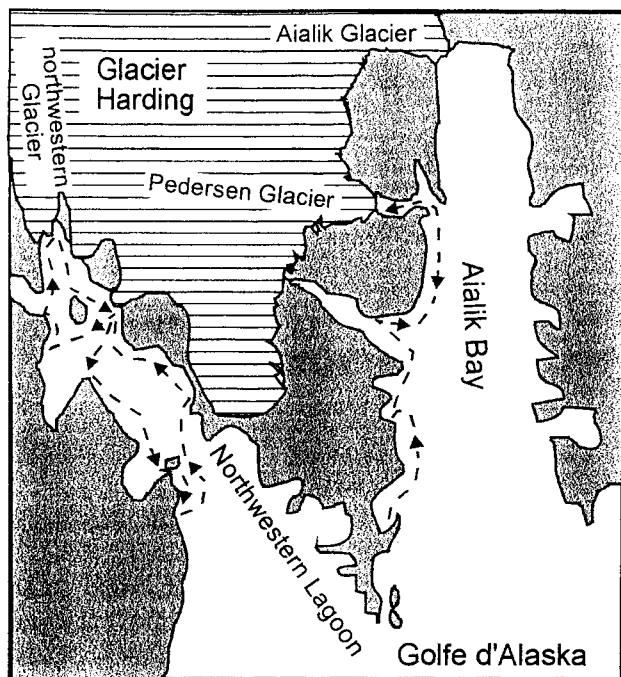 Aialik Glacier
Glacier
Harding
northwestern
Glacier
Pedersen Glacier
Aialik Bay
Northwestern Lagoon
Golfe d'Alaska